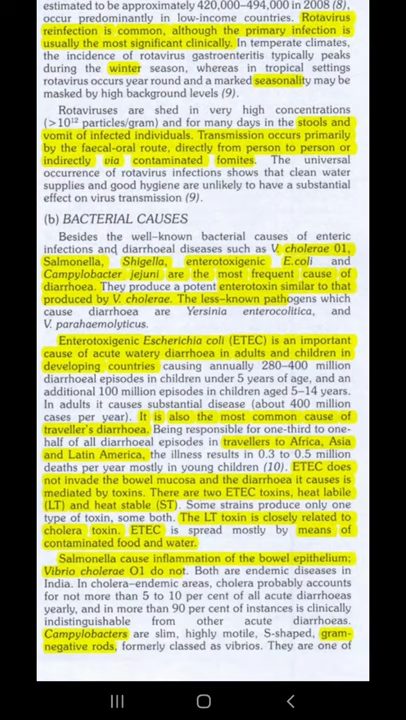 estimated to be approximately 420,000–494,000 in 2008 (8),
occur predominantly in low-income countries. Rotavirus
reinfection is common, although the primary infection is
usually the most significant clinically. In temperate climates,
the incidence of rotavirus gastroenteritis typically peaks
during the winter season, whereas in tropical settings
rotavirus occurs year round and a marked seasonality may be
masked by high background levels (9).
Rotaviruses are shed in very high concentrations
(>10¹² particles/gram) and for many days in the stools and
vomit of infected individuals. Transmission occurs primarily
by the faecal-oral route, directly from person to person or
indirectly via contaminated fomites. The universal
occurrence of rotavirus infections shows that clean water
supplies and good hygiene are unlikely to have a substantial
effect on virus transmission (9).
(b) BACTERIAL CAUSES
Besides the well-known bacterial causes of enteric
infections and diarrhoeal diseases such as V. cholerae 01,
Salmonella, Shigella, enterotoxigenic E.coli and
Campylobacter jejuni are the most frequent cause of
diarrhoea. They produce a potent enterotoxin similar to that
produced by V. cholerae. The less-known pathogens which
cause diarrhoea are Yersinia enterocolitica, and
V. parahaemolyticus.
Enterotoxigenic Escherichia coli (ETEC) is an important
cause of acute watery diarrhoea in adults and children in
developing countries causing annually 280–400 million
diarrhoeal episodes in children under 5 years of age, and an
additional 100 million episodes in children aged 5–14 years.
In adults it causes substantial disease (about 400 million
cases per year). It is also the most common cause of
traveller's diarrhoea. Being responsible for one-third to one-
half of all diarrhoeal episodes in travellers to Africa, Asia
and Latin America, the illness results in 0.3 to 0.5 million
deaths per year mostly in young children (10). ETEC does
not invade the bowel mucosa and the diarrhoea it causes is
mediated by toxins. There are two ETEC toxins, heat labile
(LT) and heat stable (ST). Some strains produce only one
type of toxin, some both. The LT toxin is closely related to
cholera toxin. ETEC is spread mostly by means of
contaminated food and water.
Salmonella cause inflammation of the bowel epithelium;
Vibrio cholerae O1 do not. Both are endemic diseases in
India. In cholera-endemic areas, cholera probably accounts
for not more than 5 to 10 per cent of all acute diarrhoeas
yearly, and in more than 90 per cent of instances is clinically
indistinguishable from other acute diarrhoeas.
Campylobacters are slim, highly motile, S-shaped, gram-
negative rods, formerly classed as vibrios. They are one of